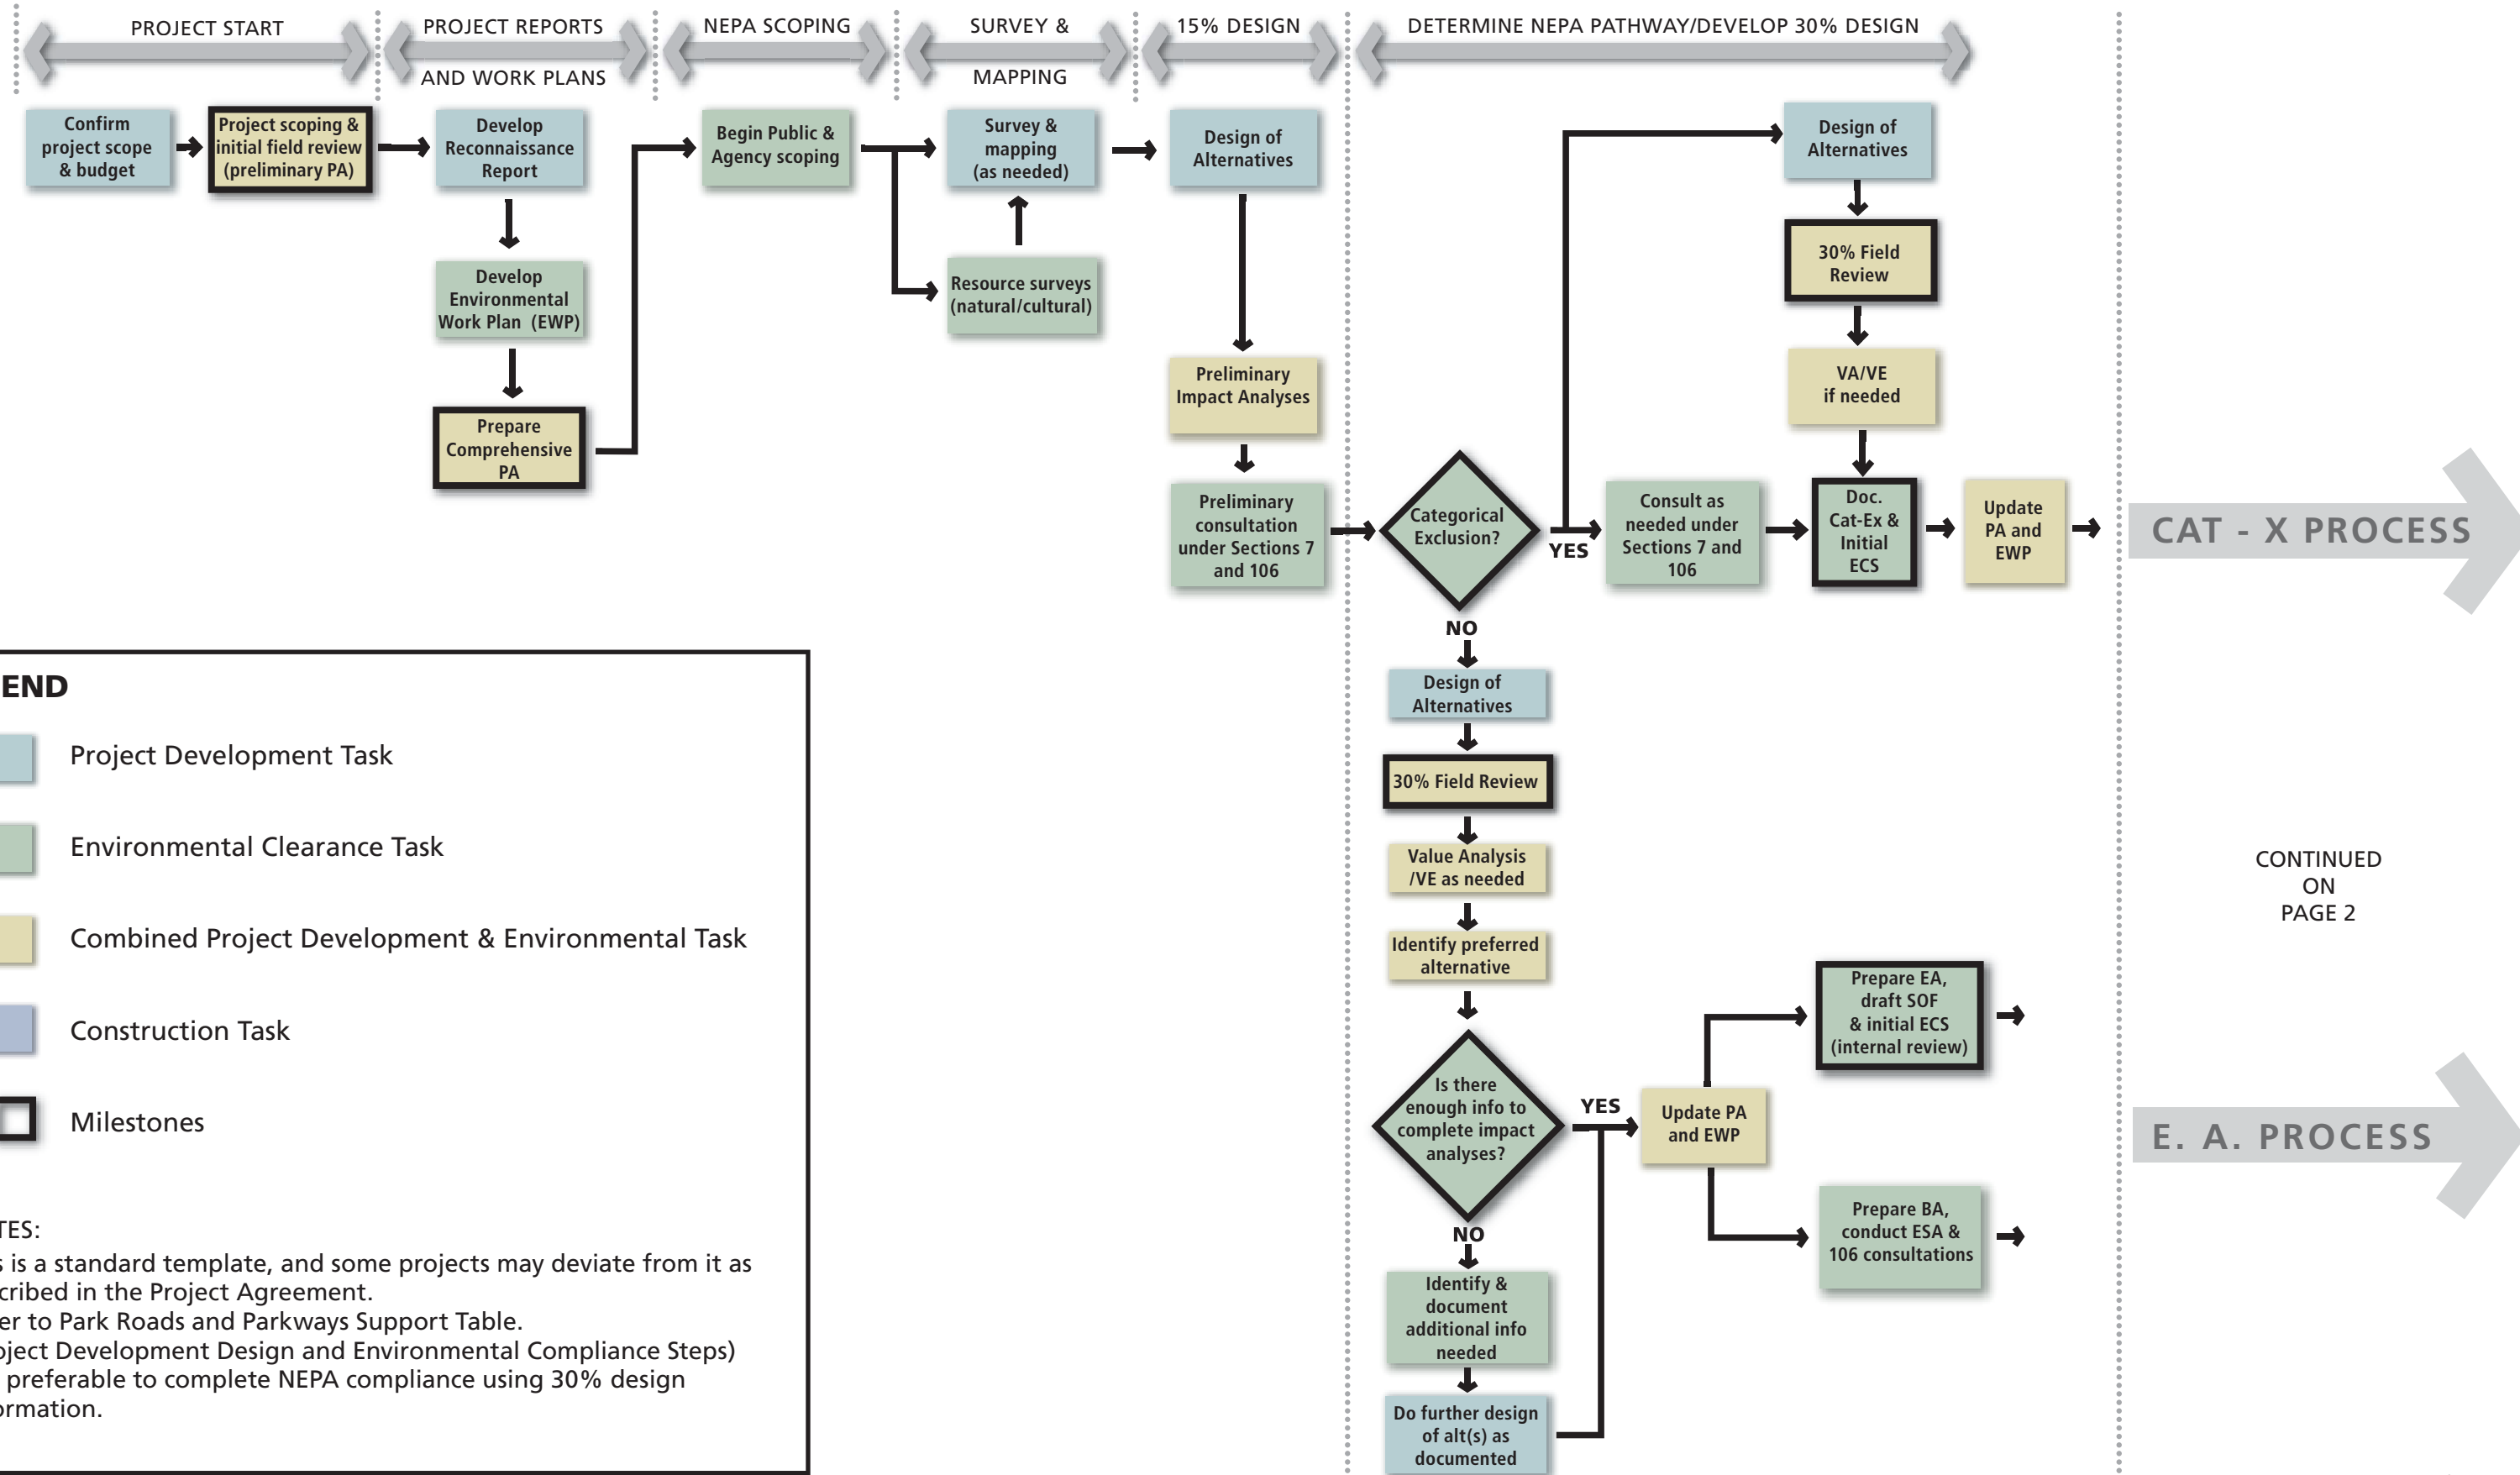 PROJECT START
PROJECT REPORTS
AND WORK PLANS
NEPA SCOPING
SURVEY &
MAPPING
15% DESIGN
DETERMINE NEPA PATHWAY/DEVELOP 30% DESIGN
Confirm
project scope
& budget
Project scoping &
initial field review
(preliminary PA)
Develop
Reconnaissance
Report
Develop
Environmental
Work Plan (EWP)
Prepare
Comprehensive
PA
Begin Public &
Agency scoping
Survey &
mapping
(as needed)
Resource surveys
(natural/cultural)
Design of
Alternatives
Preliminary
Impact Analyses
Preliminary
consultation
under Sections 7
and 106
Categorical
Exclusion?
YES
Design of
Alternatives
30% Field
Review
VA/VE
if needed
Consult as
needed under
Sections 7 and
106
Doc.
Cat-Ex &
Initial
ECS
Update
PA and
EWP
CAT - X PROCESS
NO
Design of
Alternatives
30% Field Review
Value Analysis
/VE as needed
Identify preferred
alternative
Is there
enough info to
complete impact
analyses?
YES
Update PA
and EWP
Prepare EA,
draft SOF
& initial ECS
(internal review)
Prepare BA,
conduct ESA &
106 consultations
NO
Identify &
document
additional info
needed
Do further design
of alt(s) as
documented
CONTINUED
ON
PAGE 2
E. A. PROCESS
END
Project Development Task
Environmental Clearance Task
Combined Project Development & Environmental Task
Construction Task
Milestones
TES:
s is a standard template, and some projects may deviate from it as
cribed in the Project Agreement.
er to Park Roads and Parkways Support Table.
oject Development Design and Environmental Compliance Steps)
preferable to complete NEPA compliance using 30% design
ormation.